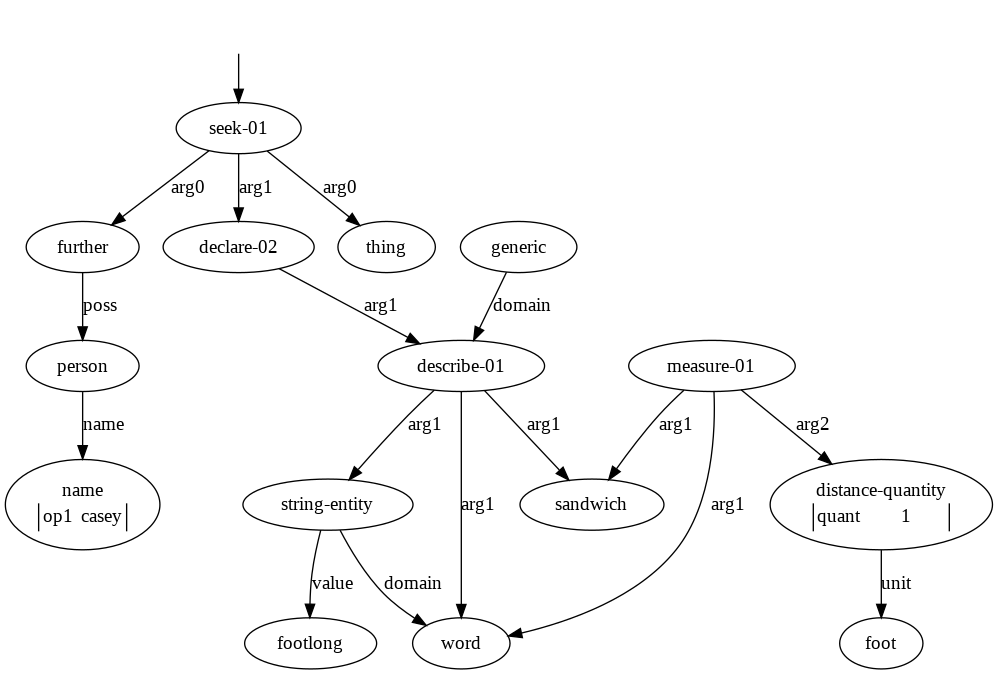 seek-01
arg0
arg1
arg0
further
declare-02
thing
generic
poss
arg1
domain
person
describe-01
measure-01
name
arg1
arg1
arg1
arg2
name
op1 casey
string-entity
arg1
sandwich
arg1
distance-quantity
quant 1
value
domain
unit
footlong
word
foot